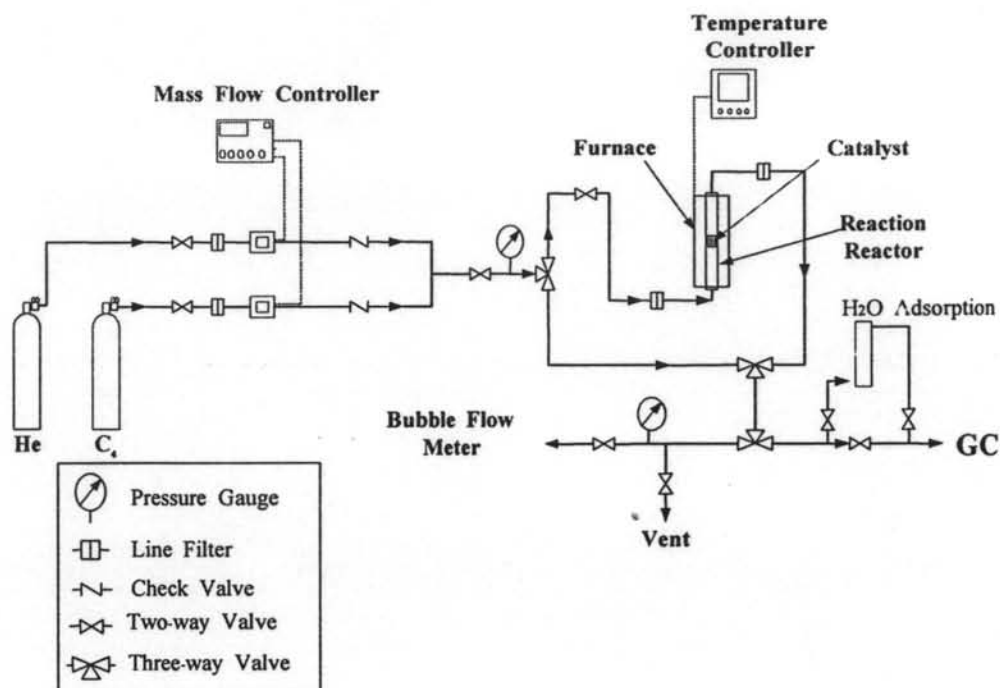 Temperature
Controller
Mass Flow Controller
Furnace
Catalyst
Reaction
Reactor
H2O Adsorption
Bubble Flow
Meter
GC
He
C4
Vent
Pressure Gauge
Line Filter
Check Valve
Two-way Valve
Three-way Valve